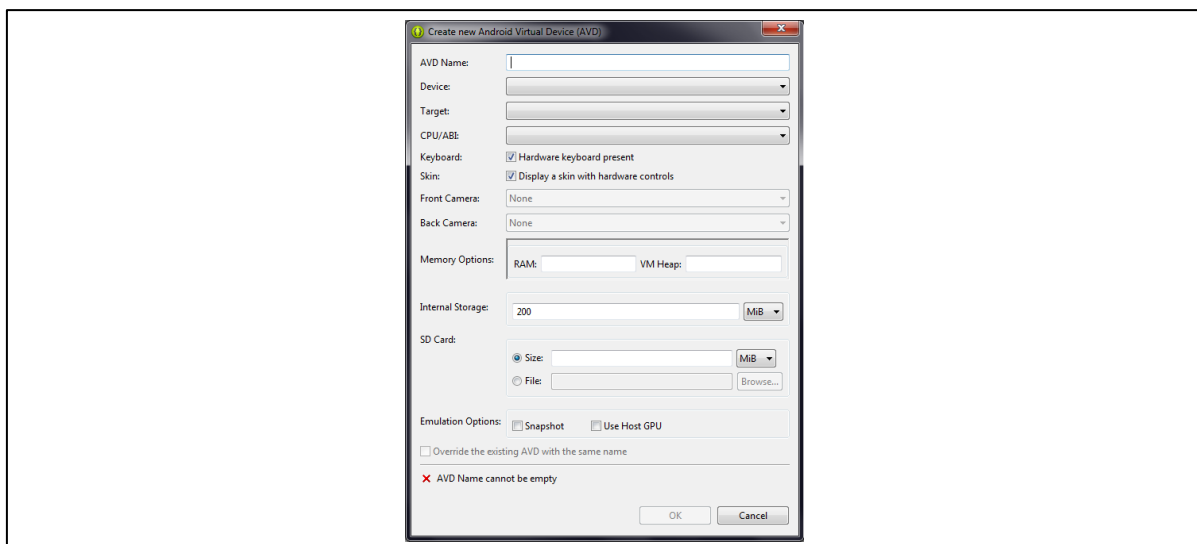 Create new Android Virtual Device (AVD)
AVD Name:
Device:
Target:
CPU/ABI:
Keyboard: Hardware keyboard present
Skin: Display a skin with hardware controls
Front Camera: None
Back Camera: None
Memory Options: RAM: VM Heap:
Internal Storage: 200 MiB
SD Card:
Size: MiB
File: Browse...
Emulation Options: Snapshot Use Host GPU
Override the existing AVD with the same name
AVD Name cannot be empty
OK Cancel